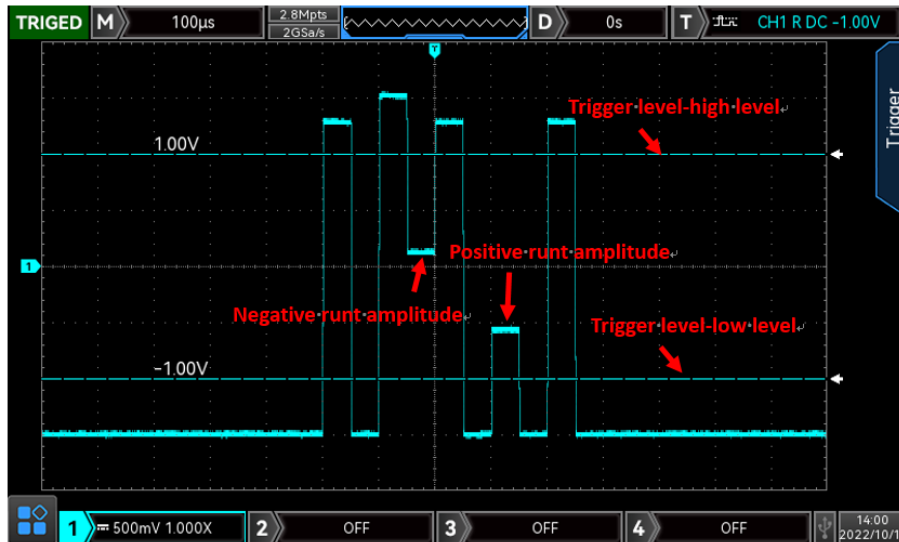 TRIGED M 100μs 2.8Mpts D 0s T CH1 R DC -1.00V
2GSa/s
T
Trigger
Trigger level-high level
1.00V
1
Positive runt amplitude
Negative runt amplitude
Trigger level-low level
-1.00V
1 500mV 1.000X 2 OFF 3 OFF 4 OFF 14:00
2022/10/1